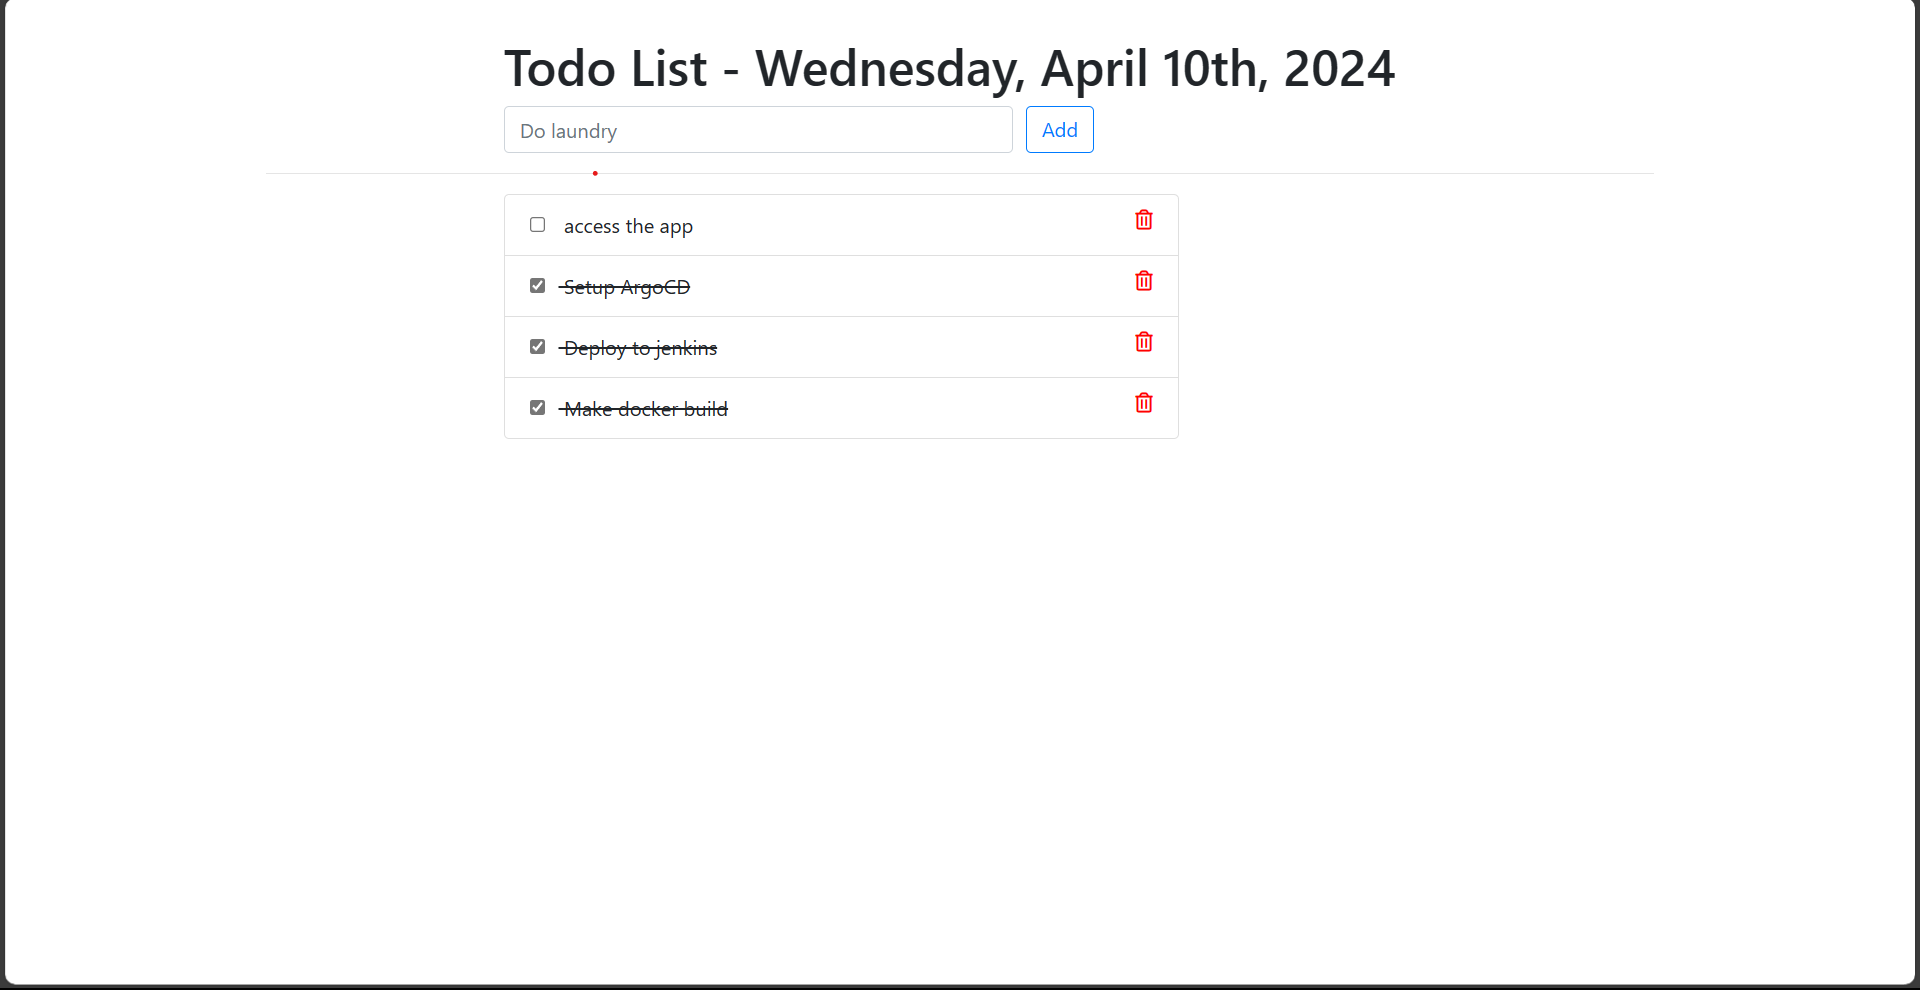 Todo List - Wednesday, April 10th, 2024
Do laundry
Add
access the app
Setup ArgoCD
Deploy to jenkins
Make docker build